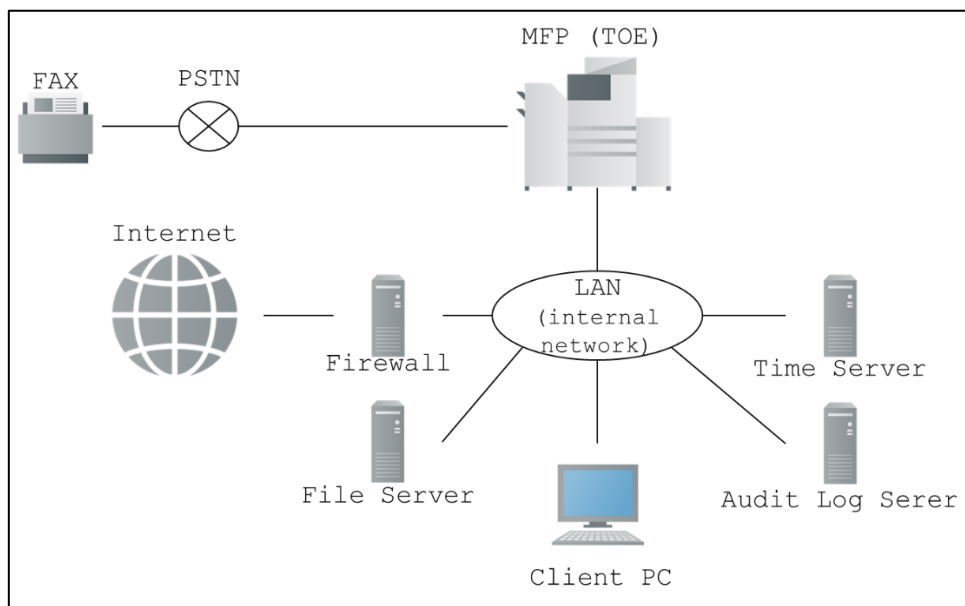 MFP (TOE)
FAX
PSTN
Internet
LAN
(internal
network)
Firewall
Time Server
File Server
Audit Log Serer
Client PC